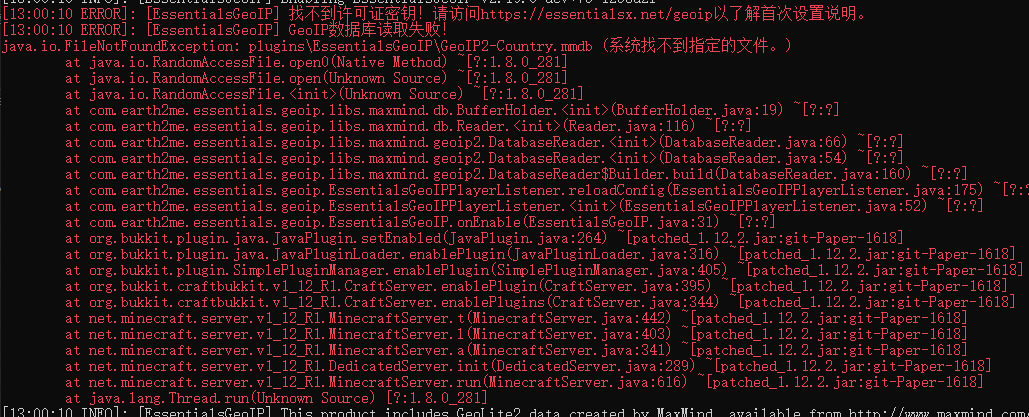 [13:00:10 ERROR]: [EssentialsGeoIP] 找不到许可证密钥! 请访问https://essentialsx.net/geoip以了解首次设置说明。
[13:00:10 ERROR]: [EssentialsGeoIP] GeoIP数据库读取失败!
java.io.FileNotFoundException: plugins\EssentialsGeoIP\GeoIP2-Country.mmdb (系统找不到指定的文件。)
at java.io.RandomAccessFile.open0(Native Method) ~[?:1.8.0_281]
at java.io.RandomAccessFile.open(Unknown Source) ~[?:1.8.0_281]
at java.io.RandomAccessFile.<init>(Unknown Source) ~[?:1.8.0_281]
at com.earth2me.essentials.geoip.libs.maxmind.db.BufferHolder.<init>(BufferHolder.java:19) ~[?:?]
at com.earth2me.essentials.geoip.libs.maxmind.db.Reader.<init>(Reader.java:116) ~[?:?]
at com.earth2me.essentials.geoip.libs.maxmind.geoip2.DatabaseReader.<init>(DatabaseReader.java:66) ~[?:?]
at com.earth2me.essentials.geoip.libs.maxmind.geoip2.DatabaseReader.<init>(DatabaseReader.java:54) ~[?:?]
at com.earth2me.essentials.geoip.libs.maxmind.geoip2.DatabaseReader$Builder.build(DatabaseReader.java:160) ~[?:?]
at com.earth2me.essentials.geoip.EssentialsGeoIPPlayerListener.reloadConfig(EssentialsGeoIPPlayerListener.java:175) ~[?:?
at com.earth2me.essentials.geoip.EssentialsGeoIPPlayerListener.<init>(EssentialsGeoIPPlayerListener.java:52) ~[?:?]
at com.earth2me.essentials.geoip.EssentialsGeoIP.onEnable(EssentialsGeoIP.java:31) ~[?:?]
at org.bukkit.plugin.java.JavaPlugin.setEnabled(JavaPlugin.java:264) ~[patched_1.12.2.jar:git-Paper-1618]
at org.bukkit.plugin.java.JavaPluginLoader.enablePlugin(JavaPluginLoader.java:316) ~[patched_1.12.2.jar:git-Paper-1618]
at org.bukkit.plugin.SimplePluginManager.enablePlugin(SimplePluginManager.java:405) ~[patched_1.12.2.jar:git-Paper-1618]
at org.bukkit.craftbukkit.v1_12_R1.CraftServer.enablePlugin(CraftServer.java:395) ~[patched_1.12.2.jar:git-Paper-1618]
at org.bukkit.craftbukkit.v1_12_R1.CraftServer.enablePlugins(CraftServer.java:344) ~[patched_1.12.2.jar:git-Paper-1618]
at net.minecraft.server.v1_12_R1.MinecraftServer.t(MinecraftServer.java:442) ~[patched_1.12.2.jar:git-Paper-1618]
at net.minecraft.server.v1_12_R1.MinecraftServer.l(MinecraftServer.java:403) ~[patched_1.12.2.jar:git-Paper-1618]
at net.minecraft.server.v1_12_R1.MinecraftServer.a(MinecraftServer.java:341) ~[patched_1.12.2.jar:git-Paper-1618]
at net.minecraft.server.v1_12_R1.DedicatedServer.init(DedicatedServer.java:289) ~[patched_1.12.2.jar:git-Paper-1618]
at net.minecraft.server.v1_12_R1.MinecraftServer.run(MinecraftServer.java:616) ~[patched_1.12.2.jar:git-Paper-1618]
at java.lang.Thread.run(Unknown Source) [?:1.8.0_281]
[13:00:10 INFO]: [EssentialsGeoIP] This product includes GeoLite2 data created by MaxMind, available from http://www.maxmind.com